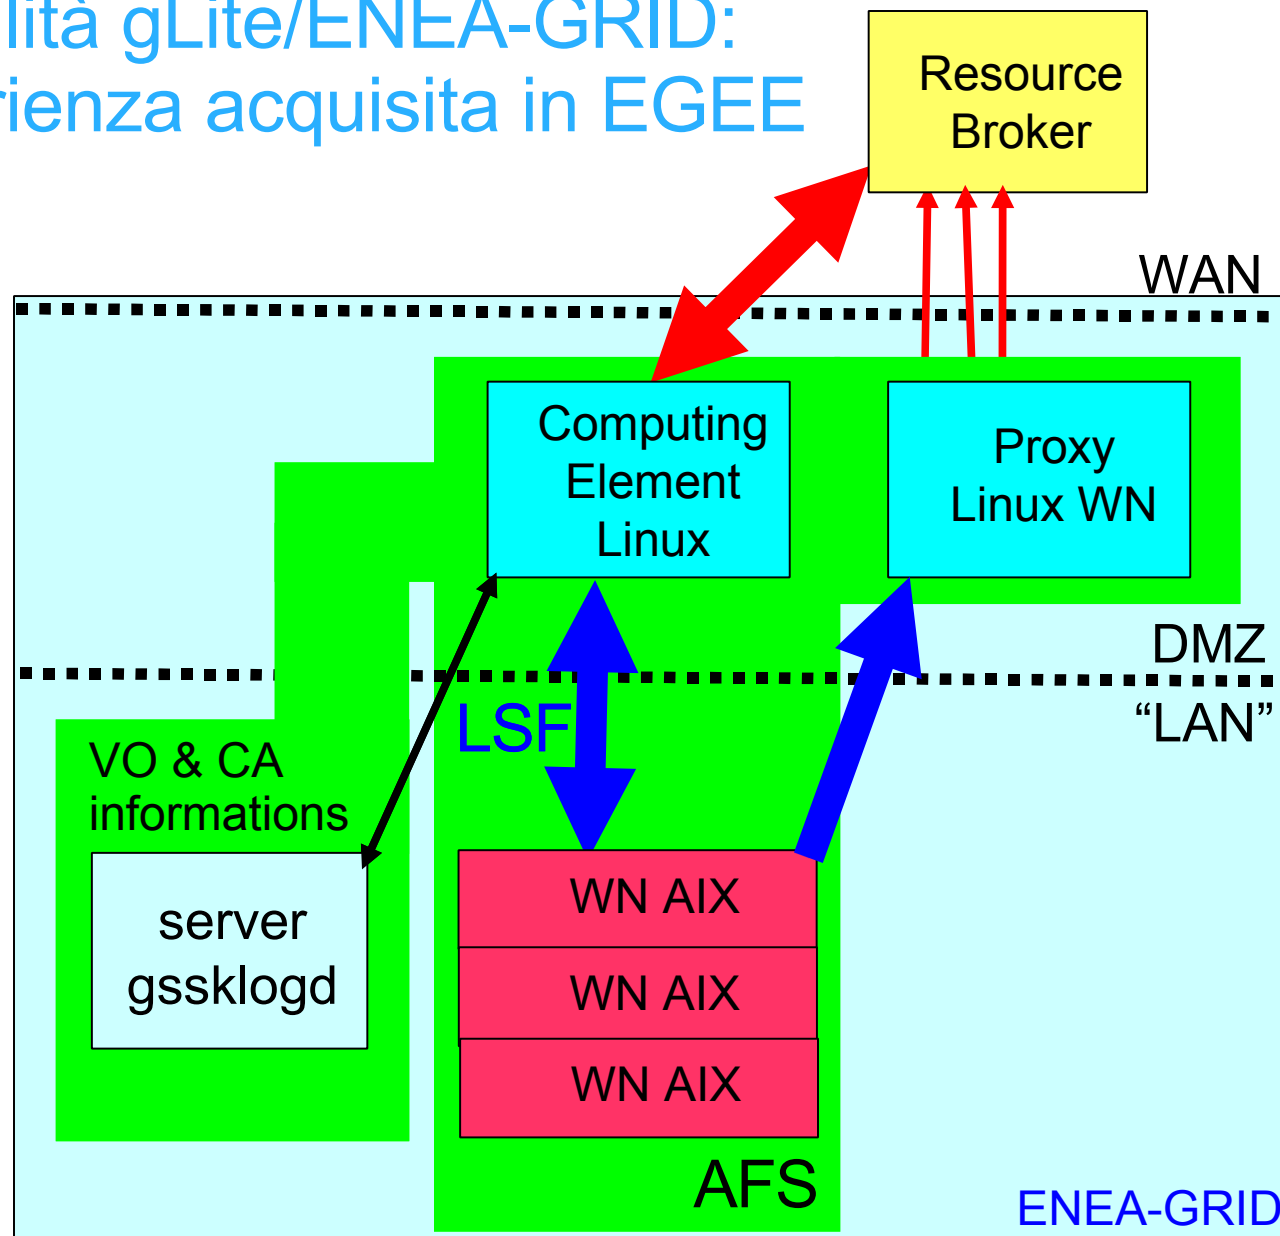 lità gLite/ENEA-GRID:
rienza acquisita in EGEE
Resource
Broker
WAN
Computing
Element
Linux
Proxy
Linux WN
DMZ
“LAN”
LSF
VO & CA
informations
server
gssklogd
WN AIX
WN AIX
WN AIX
AFS
ENEA-GRID